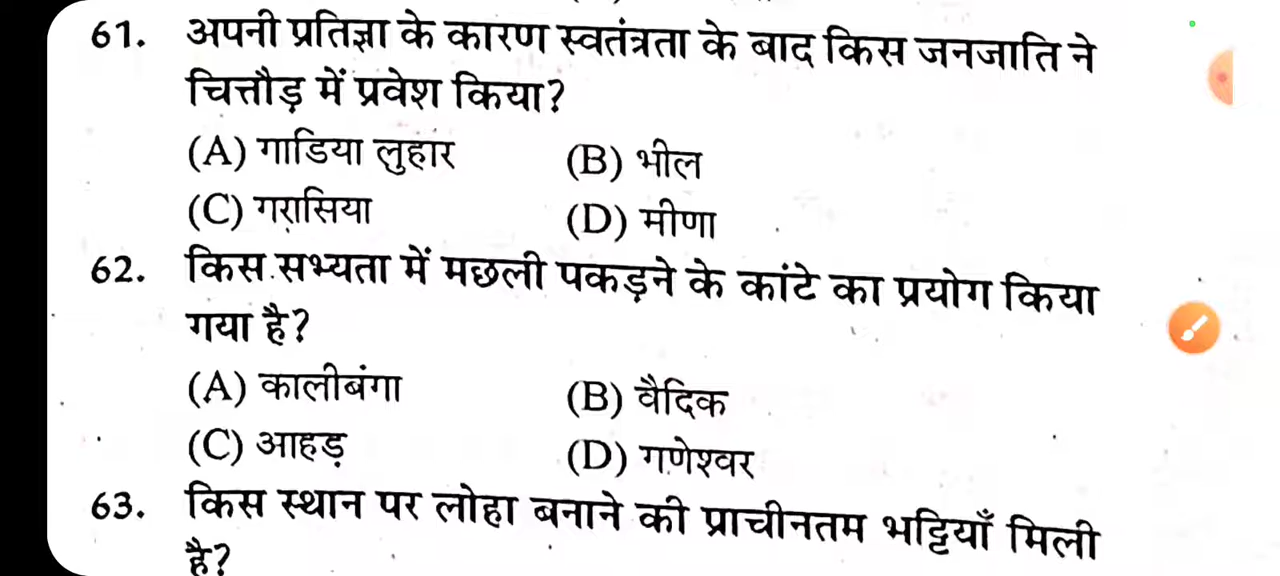 61. अपनी प्रतिज्ञा के कारण स्वतंत्रता के बाद किस जनजाति ने
चित्तौड़ में प्रवेश किया?
(A) गाडिया लुहार (B) भील
(C) गरासिया (D) मीणा
62. किस सभ्यता में मछली पकड़ने के कांटे का प्रयोग किया
गया है?
(A) कालीबंगा (B) वैदिक
(C) आहड़ (D) गणेश्वर
63. किस स्थान पर लोहा बनाने की प्राचीनतम भट्टियाँ मिली
है?